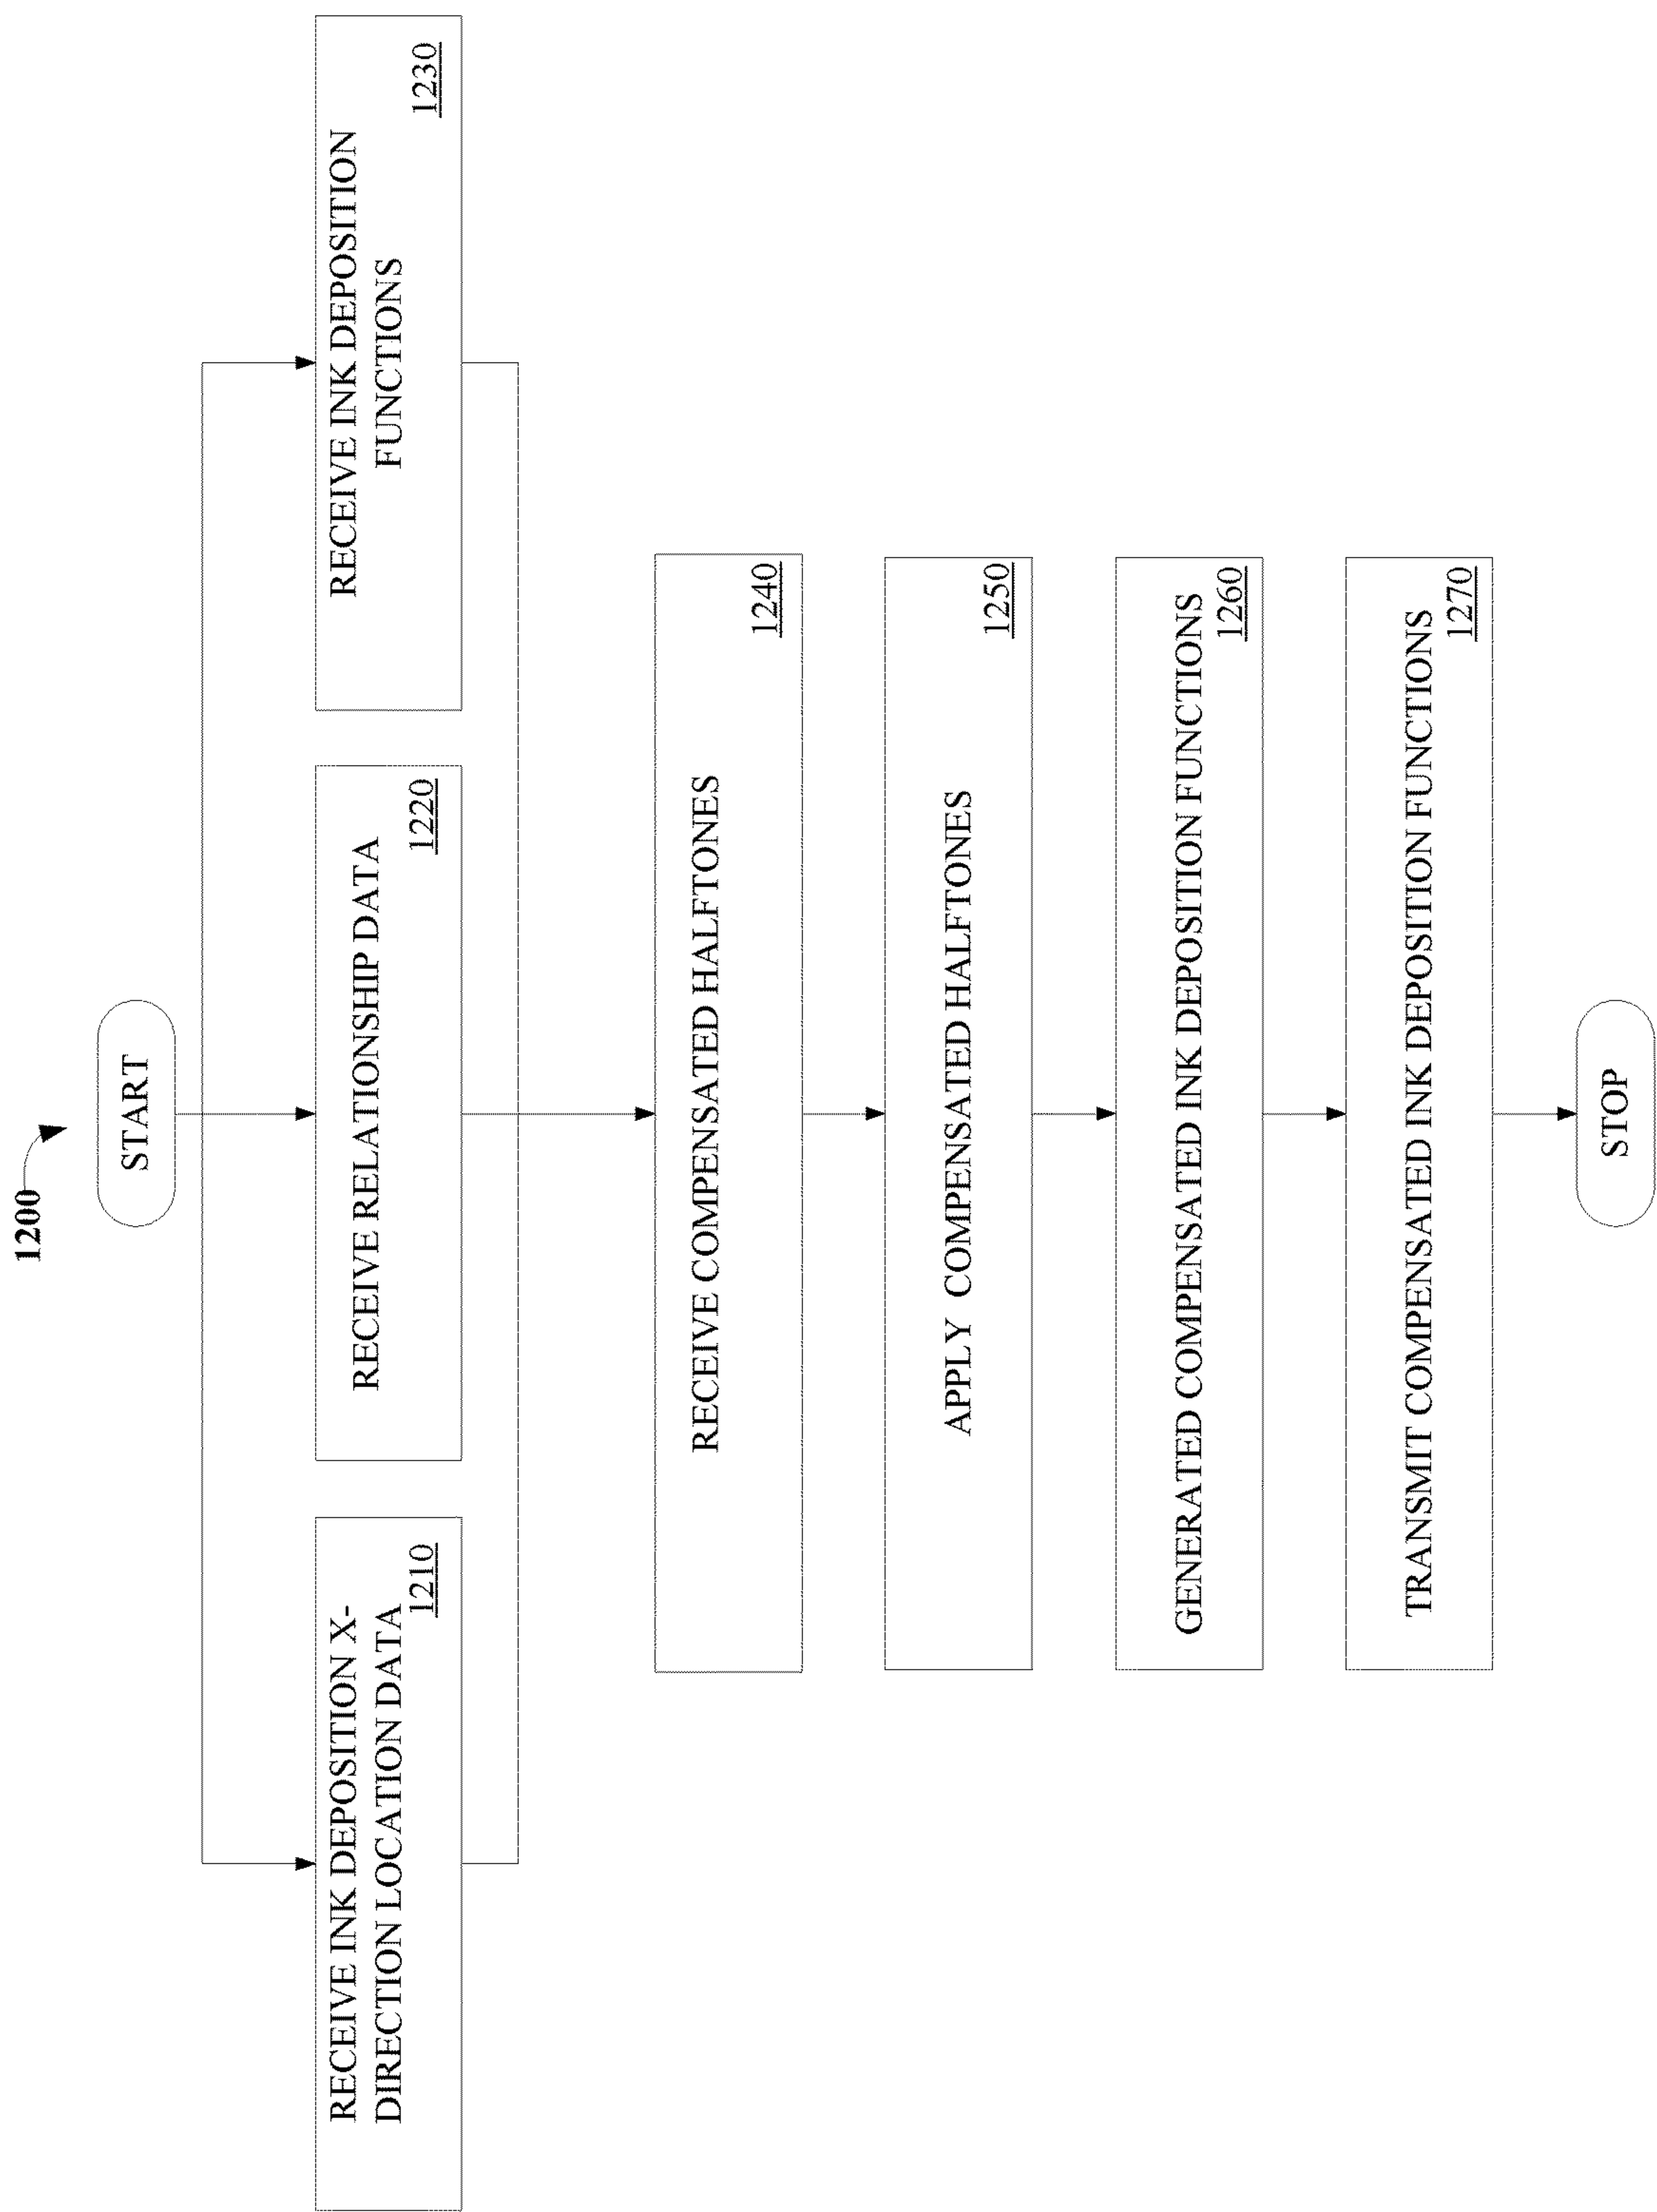 1200
START
RECEIVE INK DEPOSITION X-
DIRECTION LOCATION DATA
1210
RECEIVE RELATIONSHIP DATA
1220
RECEIVE INK DEPOSITION
FUNCTIONS
1230
RECEIVE COMPENSATED HALFTONES
1240
APPLY COMPENSATED HALFTONES
1250
GENERATED COMPENSATED INK DEPOSITION FUNCTIONS
1260
TRANSMIT COMPENSATED INK DEPOSITION FUNCTIONS
1270
STOP